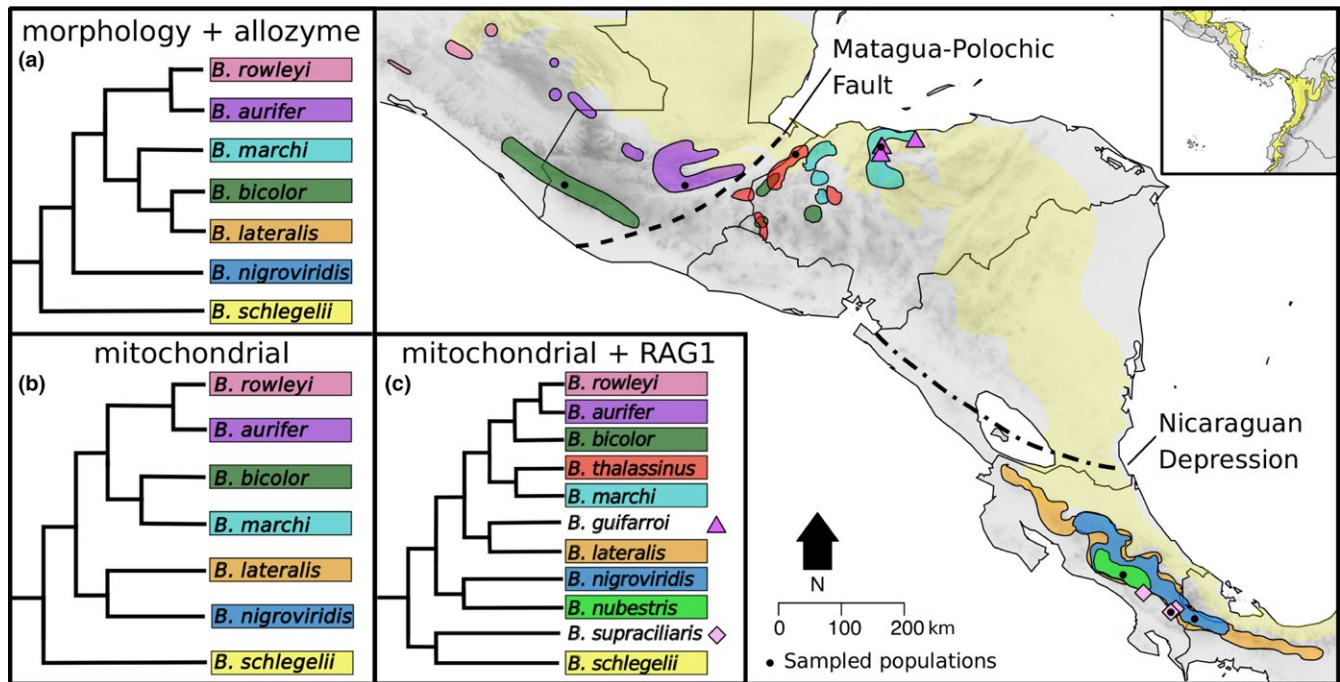 morphology + allozyme
(a)
B. rowleyi
B. aurifer
B. marchi
B. bicolor
B. lateralis
B. nigroviridis
B. schlegelii
mitochondrial
(b)
B. rowleyi
B. aurifer
B. bicolor
B. marchi
B. lateralis
B. nigroviridis
B. schlegelii
mitochondrial + RAG1
(c)
B. rowleyi
B. aurifer
B. bicolor
B. thalassinus
B. marchi
B. guifarroi
B. lateralis
B. nigroviridis
B. nubestris
B. supraciliaris
B. schlegelii
Matagua-Polochic
Fault
Nicaraguan
Depression
N
0 100 200 km
Sampled populations